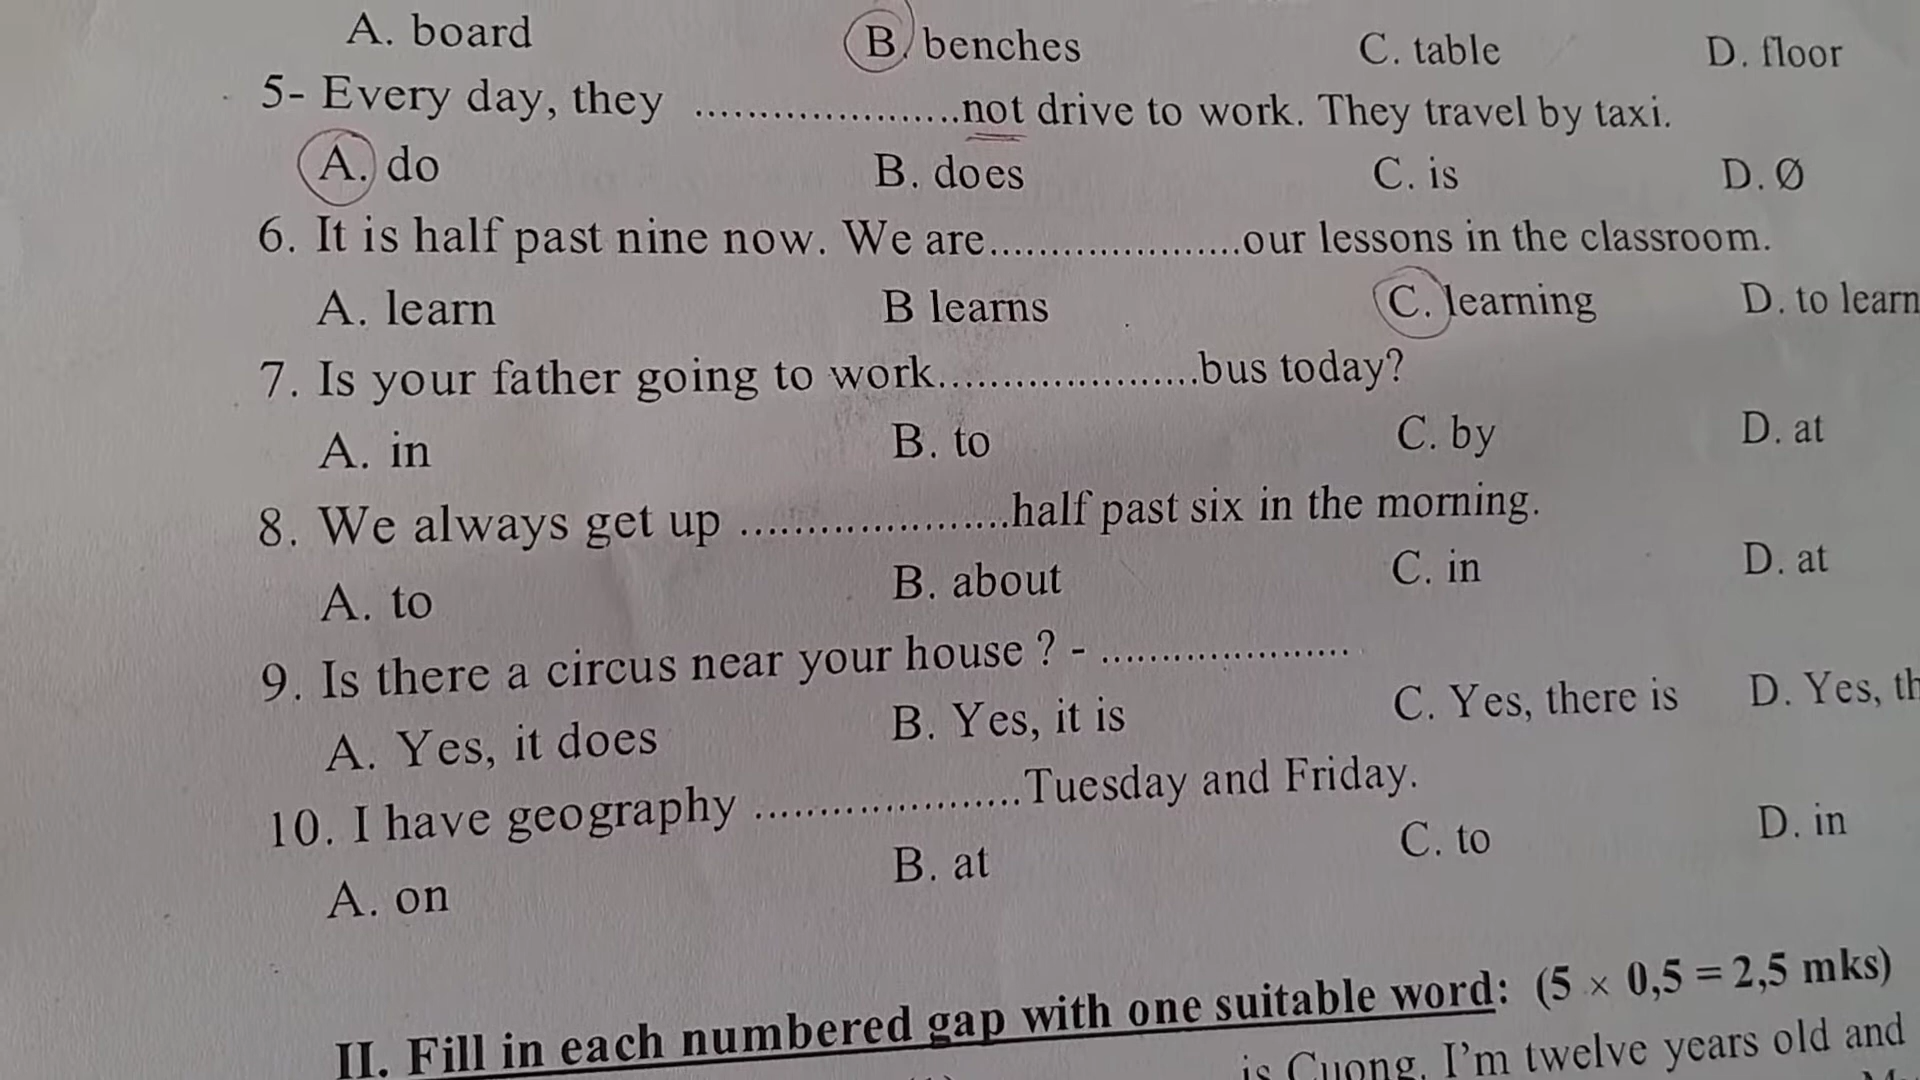 A. board B. benches C. table D. floor
5- Every day, they .....................not drive to work. They travel by taxi.
A. do B. does C. is D. Ø
6. It is half past nine now. We are....................our lessons in the classroom.
A. learn B learns C. learning D. to learn
7. Is your father going to work....................bus today?
A. in B. to C. by D. at
8. We always get up .....................half past six in the morning.
A. to B. about C. in D. at
9. Is there a circus near your house ? - ....................
A. Yes, it does B. Yes, it is C. Yes, there is D. Yes,
10. I have geography .....................Tuesday and Friday.
A. on B. at C. to D. in
II. Fill in each numbered gap with one suitable word: (5 × 0,5 = 2,5 mks)
is Cuong. I'm twelve years old and